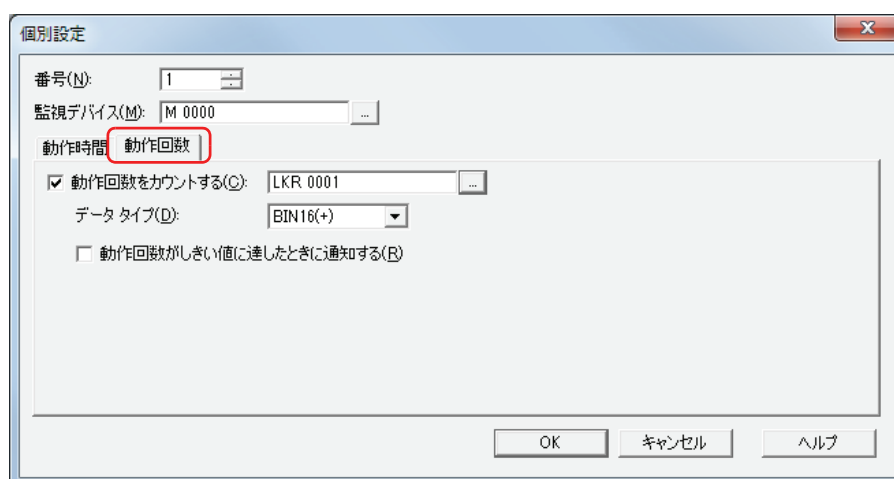 個別設定
番号(N): 1
監視デバイス(M): M 0000 ...
動作時間 動作回数
動作回数をカウントする(C): LKR 0001 ...
データ タイプ(D): BIN16(+)
動作回数がしきい値に達したときに通知する(R)
OK キャンセル ヘルプ